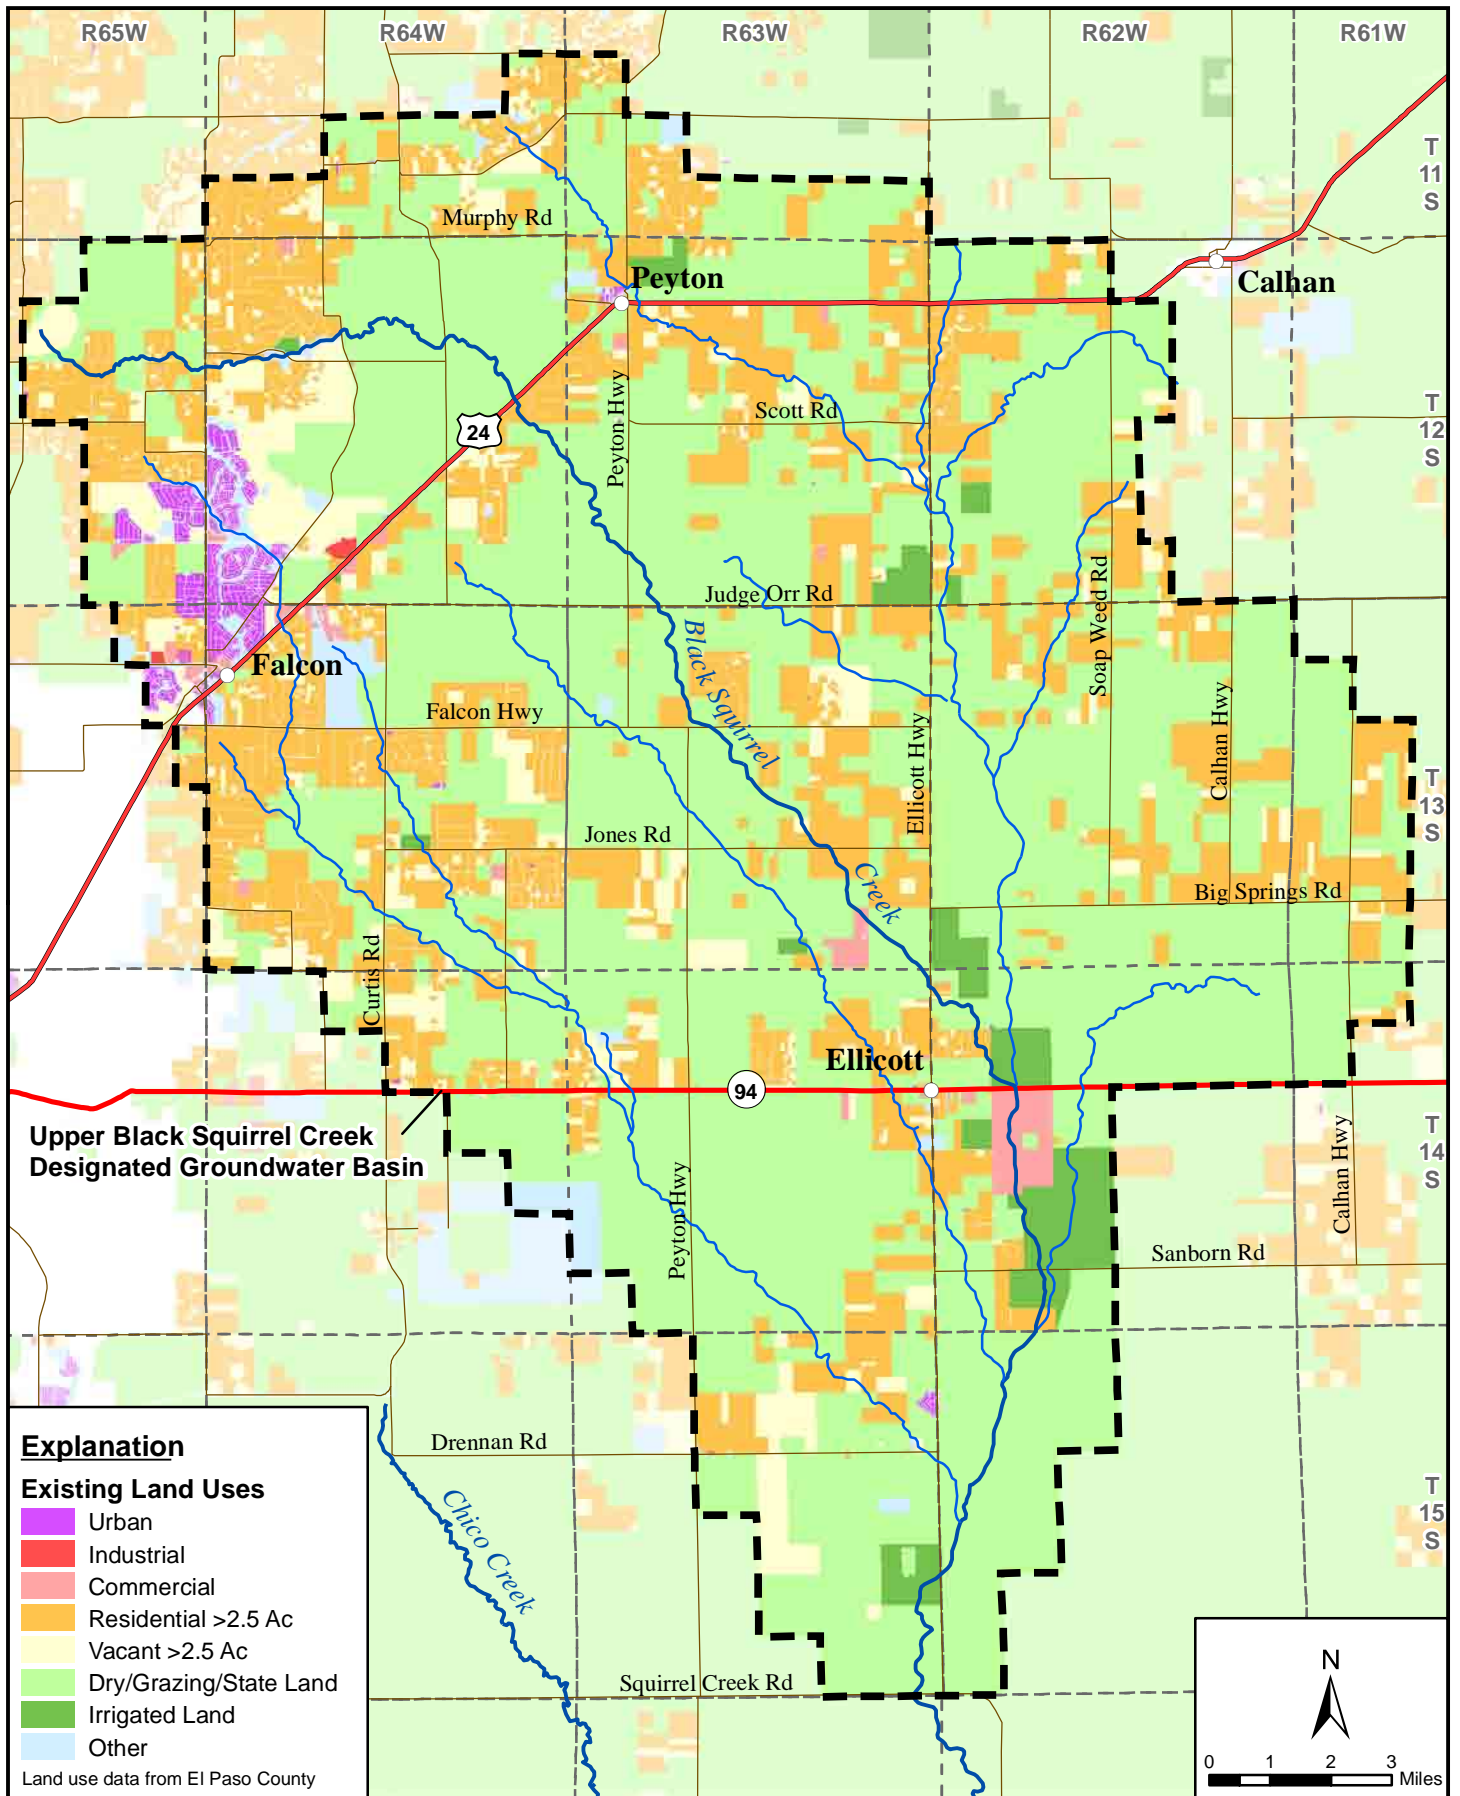 R65W
R64W
R63W
R62W
R61W
T
11
S
Murphy Rd
Peyton
Calhan
Peyton Hwy
Scott Rd
24
T
12
S
Judge Orr Rd
Soap Weed Rd
Black Squirrel
Creek
Falcon
Falcon Hwy
Ellicott Hwy
Calhan Hwy
T
13
S
Jones Rd
Big Springs Rd
Curtis Rd
Ellicott
94
Upper Black Squirrel Creek
Designated Groundwater Basin
T
14
S
Calhan Hwy
Peyton Hwy
Sanborn Rd
Drennan Rd
Chico Creek
T
15
S
Squirrel Creek Rd
Explanation
Existing Land Uses
Urban
Industrial
Commercial
Residential >2.5 Ac
Vacant >2.5 Ac
Dry/Grazing/State Land
Irrigated Land
Other
Land use data from El Paso County
N
0 1 2 3
Miles